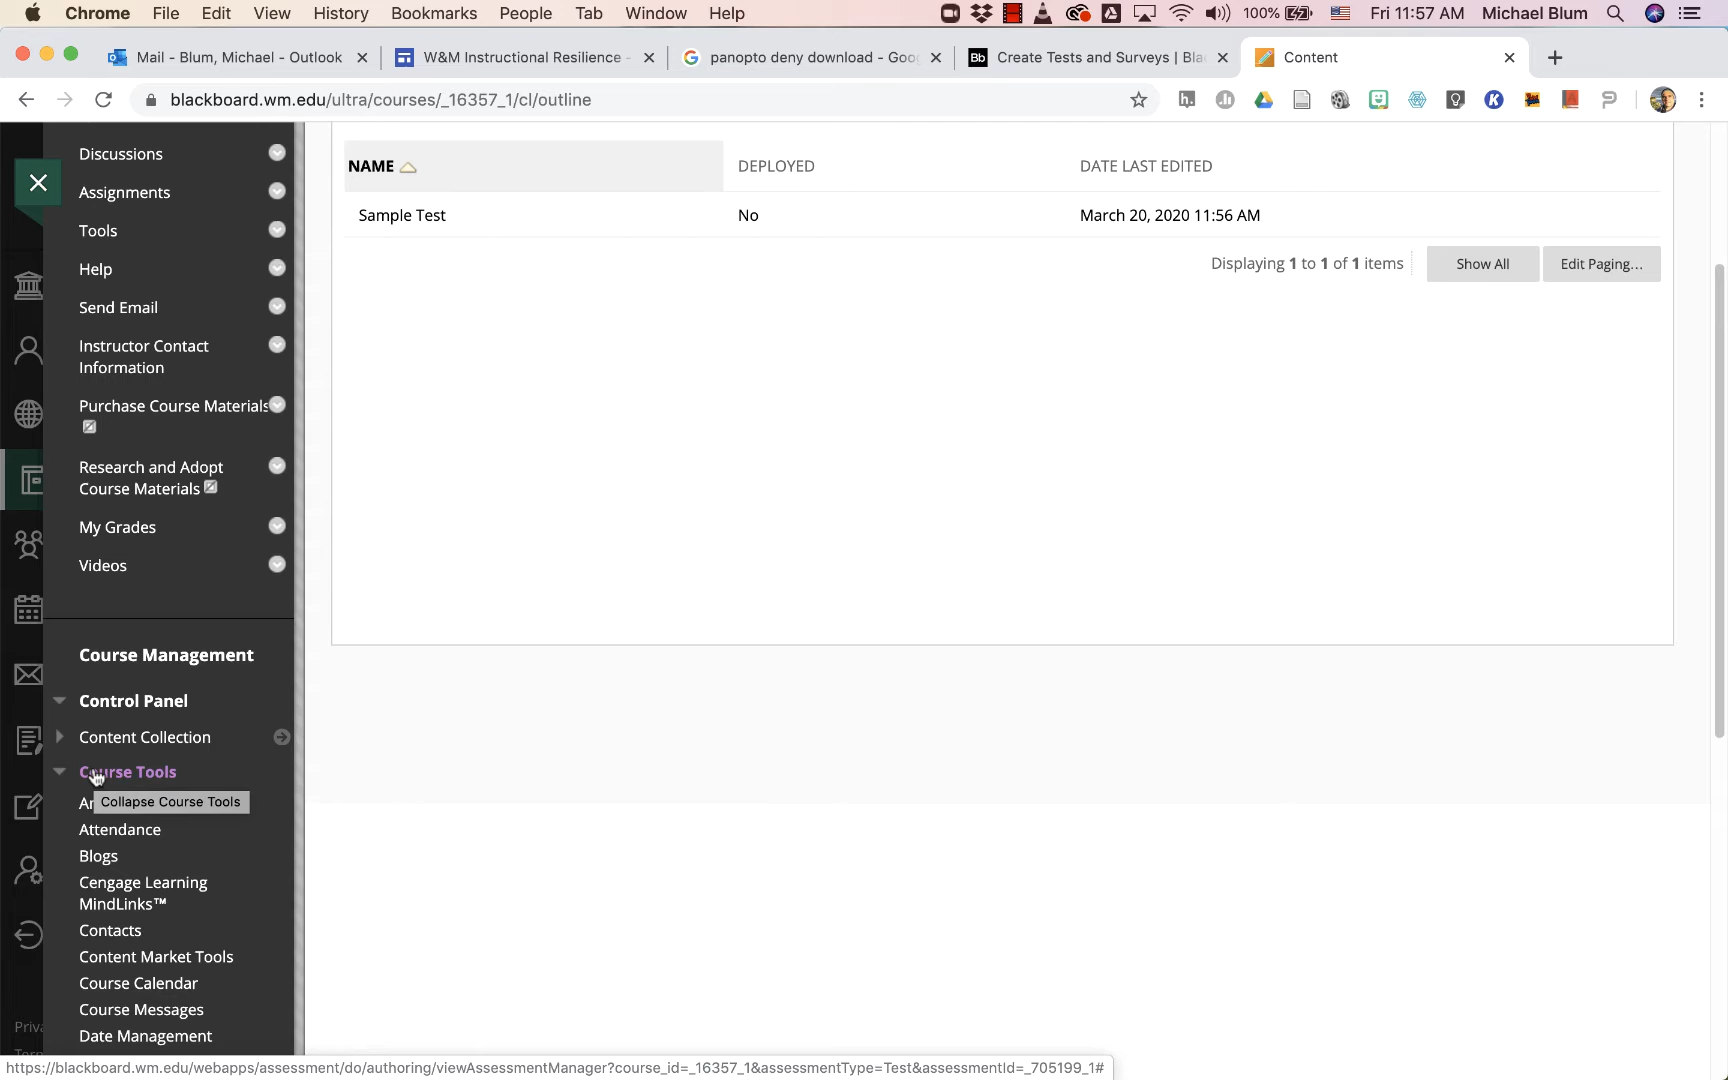 Chrome File Edit View History Bookmarks People Tab Window Help 100% Fri 11:57 AM Michael Blum
Mail - Blum, Michael - Outlook W&M Instructional Resilience - panopto deny download - Goo Create Tests and Surveys | Bla Content
blackboard.wm.edu/ultra/courses/_16357_1/cl/outline
Discussions
Assignments
Tools
Help
Send Email
Instructor Contact
Information
Purchase Course Materials
Research and Adopt
Course Materials
My Grades
Videos
Course Management
Control Panel
Content Collection
Course Tools
An
Collapse Course Tools
Attendance
Blogs
Cengage Learning
MindLinks™
Contacts
Content Market Tools
Course Calendar
Course Messages
Date Management
Priva
NAME DEPLOYED DATE LAST EDITED
Sample Test No March 20, 2020 11:56 AM
Displaying 1 to 1 of 1 items Show All Edit Paging...
https://blackboard.wm.edu/webapps/assessment/do/authoring/viewAssessmentManager?course_id=_16357_1&assessmentType=Test&assessmentId=_705199_1#